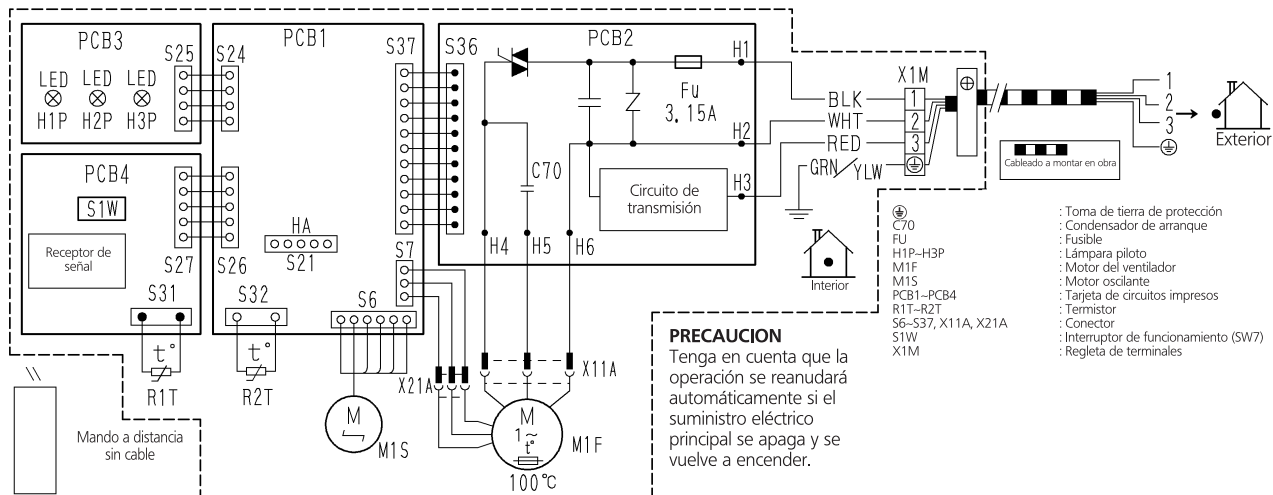 PCB3
S25
S24
PCB1
S37
S36
PCB2
H1
LED LED LED
H1P H2P H3P
Fu
3.15A
X1M
BLK
1
WHT
2
RED
3
GRN/YLW
H2
H3
1
2
3
Exterior
Cableado a montar en obra
PCB4
S1W
Receptor de
señal
S27
S26
HA
S21
S7
C70
Circuito de
transmisión
H4
H5
H6
Interior
S31
S32
S6
t°
R1T
t°
R2T
M
M1S
X21A
X11A
M
1~
t°
100°C
M1F
Mando a distancia
sin cable
PRECAUCION
Tenga en cuenta que la
operación se reanudará
automáticamente si el
suministro eléctrico
principal se apaga y se
vuelve a encender.
: Toma de tierra de protección
C70 : Condensador de arranque
FU : Fusible
H1P~H3P : Lámpara piloto
M1F : Motor del ventilador
M1S : Motor oscilante
PCB1~PCB4 : Tarjeta de circuitos impresos
R1T~R2T : Termistor
S6~S37, X11A, X21A : Conector
S1W : Interruptor de funcionamiento (SW7)
X1M : Regleta de terminales